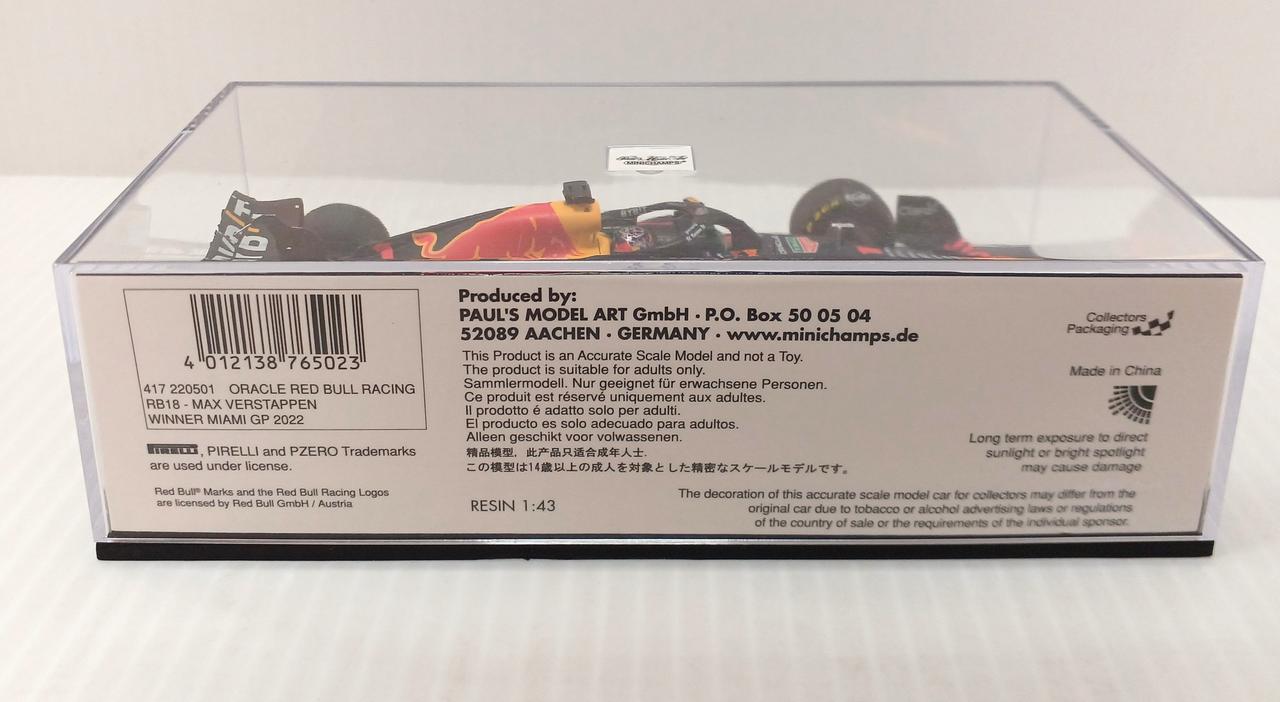 MINICHAMPS
BYBIT
4 012138 765023
417 220501 ORACLE RED BULL RACING
RB18 - MAX VERSTAPPEN
WINNER MIAMI GP 2022
PIRELLI, PIRELLI and PZERO Trademarks
are used under license.
Red Bull® Marks and the Red Bull Racing Logos
are licensed by Red Bull GmbH / Austria
Produced by:
PAUL'S MODEL ART GmbH · P.O. Box 50 05 04
52089 AACHEN · GERMANY · www.minichamps.de
This Product is an Accurate Scale Model and not a Toy.
The product is suitable for adults only.
Sammlermodell. Nur geeignet für erwachsene Personen.
Ce produit est réservé uniquement aux adultes.
Il prodotto é adatto solo per adulti.
El producto es solo adecuado para adultos.
Alleen geschikt voor volwassenen.
精品模型，此产品只适合成年人士.
この模型は14歳以上の成人を対象とした精密なスケールモデルです。
RESIN 1:43
Collectors
Packaging
Made in China
Long term exposure to direct
sunlight or bright spotlight
may cause damage
The decoration of this accurate scale model car for collectors may differ from the
original car due to tobacco or alcohol advertising laws or regulations
of the country of sale or the requirements of the individual sponsor.